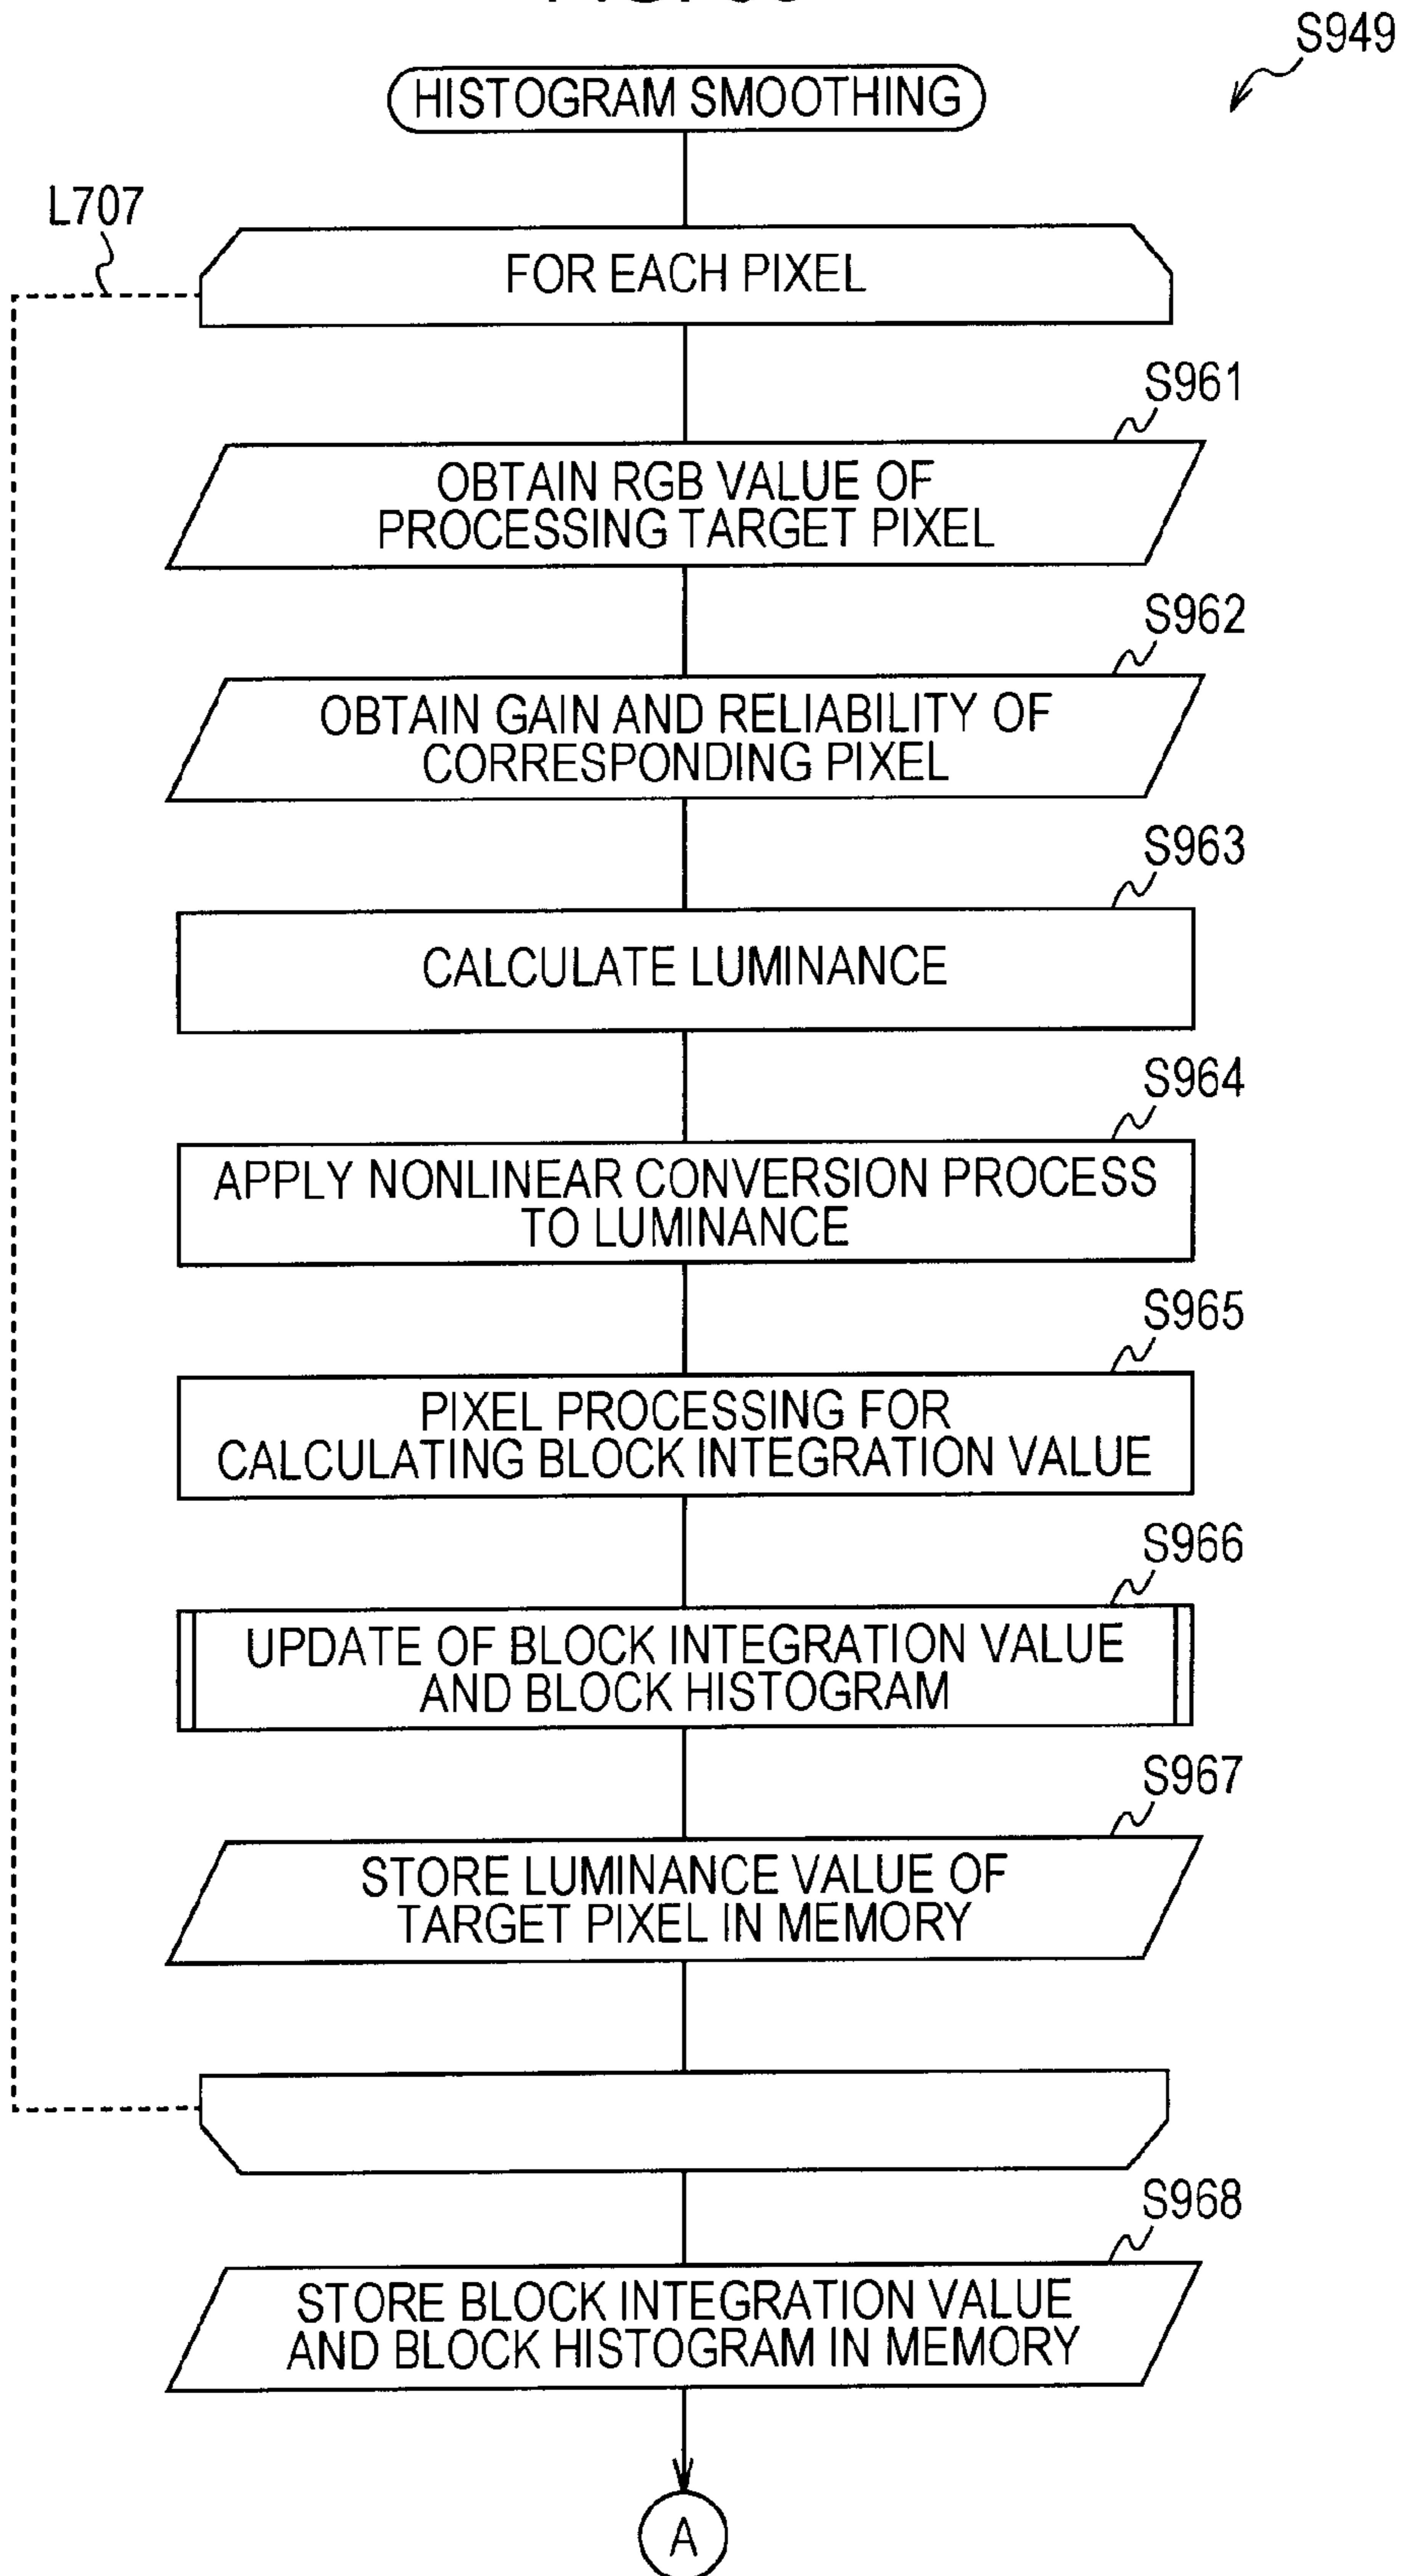 S949
HISTOGRAM SMOOTHING
L707
FOR EACH PIXEL
S961
OBTAIN RGB VALUE OF
PROCESSING TARGET PIXEL
S962
OBTAIN GAIN AND RELIABILITY OF
CORRESPONDING PIXEL
S963
CALCULATE LUMINANCE
S964
APPLY NONLINEAR CONVERSION PROCESS
TO LUMINANCE
S965
PIXEL PROCESSING FOR
CALCULATING BLOCK INTEGRATION VALUE
S966
UPDATE OF BLOCK INTEGRATION VALUE
AND BLOCK HISTOGRAM
S967
STORE LUMINANCE VALUE OF
TARGET PIXEL IN MEMORY
S968
STORE BLOCK INTEGRATION VALUE
AND BLOCK HISTOGRAM IN MEMORY
A